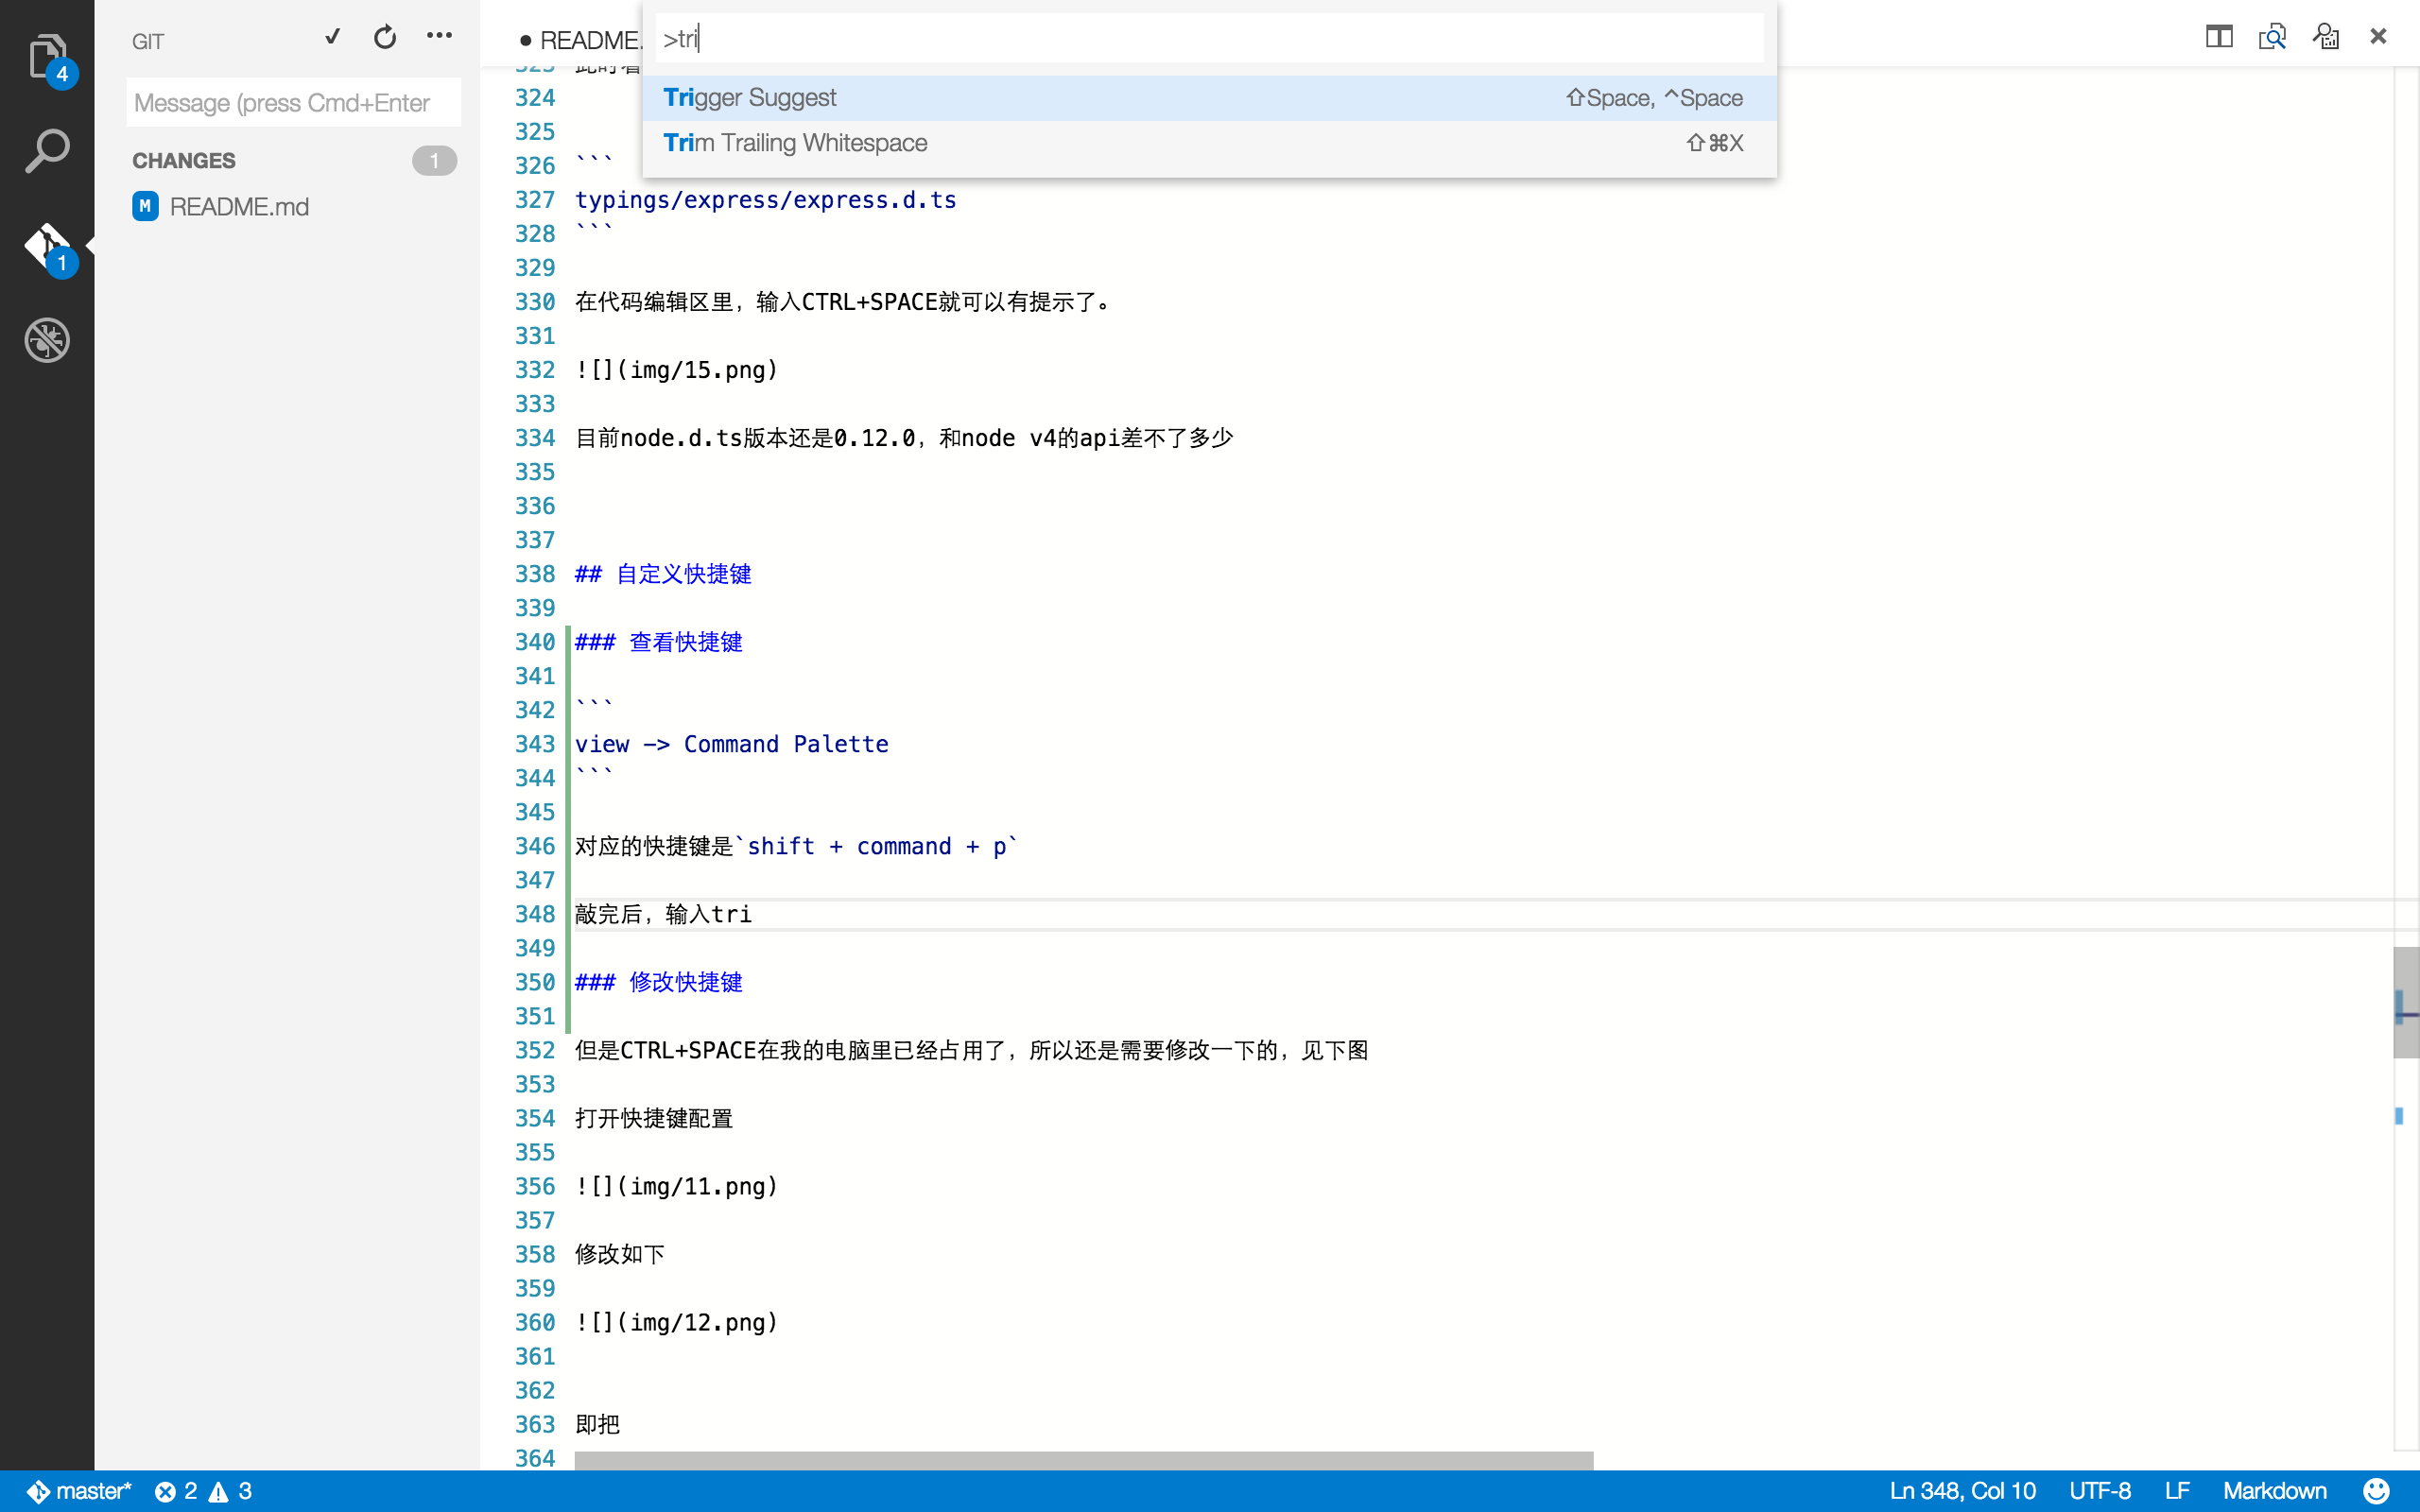 GIT
Message (press Cmd+Enter
CHANGES 1
M README.md
4
1
● README.
>tri
Trigger Suggest ⇧Space, ^Space
Trim Trailing Whitespace ⇧⌘X
324
325
326 ```
327 typings/express/express.d.ts
328 ```
329
330 在代码编辑区里，输入CTRL+SPACE就可以有提示了。
331
332 ![](img/15.png)
333
334 目前node.d.ts版本还是0.12.0，和node v4的api差不了多少
335
336
337
338 ## 自定义快捷键
339
340 ### 查看快捷键
341
342 ```
343 view -> Command Palette
344 ```
345
346 对应的快捷键是`shift + command + p`
347
348 敲完后，输入tri
349
350 ### 修改快捷键
351
352 但是CTRL+SPACE在我的电脑里已经占用了，所以还是需要修改一下的，见下图
353
354 打开快捷键配置
355
356 ![](img/11.png)
357
358 修改如下
359
360 ![](img/12.png)
361
362
363 即把
364
master* 2 3 Ln 348, Col 10 UTF-8 LF Markdown